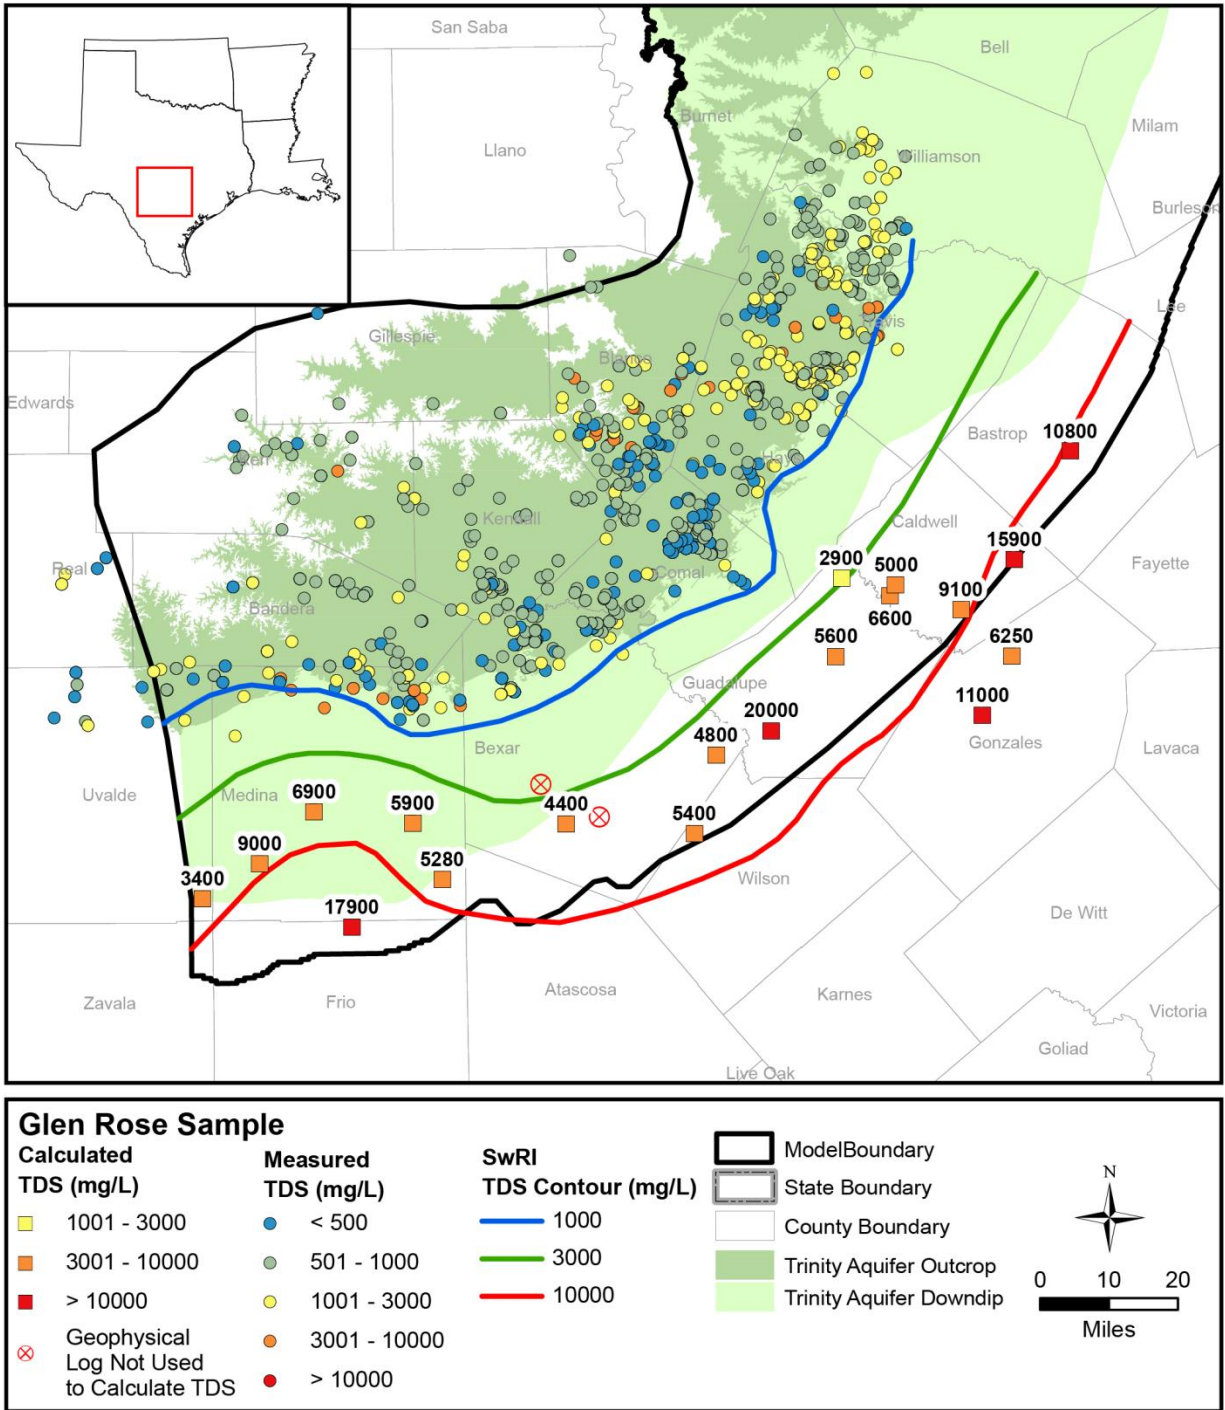 San Saba
Bell
Burnet
Milam
Llano
Williamson
Burleson
Lee
Gillespie
Travis
Blanco
Edwards
Bastrop
10800
Kerr
Hays
Kendall
Caldwell
15900
2900
5000
Fayette
Real
Comal
9100
Bandera
6600
5600
6250
Guadalupe
20000
11000
4800
Gonzales
Lavaca
Bexar
Uvalde
Medina
6900
5900
4400
5400
9000
5280
3400
Wilson
17900
De Witt
Zavala
Frio
Atascosa
Karnes
Victoria
Goliad
Live Oak
Glen Rose Sample
Calculated
TDS (mg/L)
1001 - 3000
3001 - 10000
> 10000
Geophysical
Log Not Used
to Calculate TDS
Measured
TDS (mg/L)
< 500
501 - 1000
1001 - 3000
3001 - 10000
> 10000
SwRI
TDS Contour (mg/L)
1000
3000
10000
ModelBoundary
State Boundary
County Boundary
Trinity Aquifer Outcrop
Trinity Aquifer Downdip
N
0 10 20
Miles